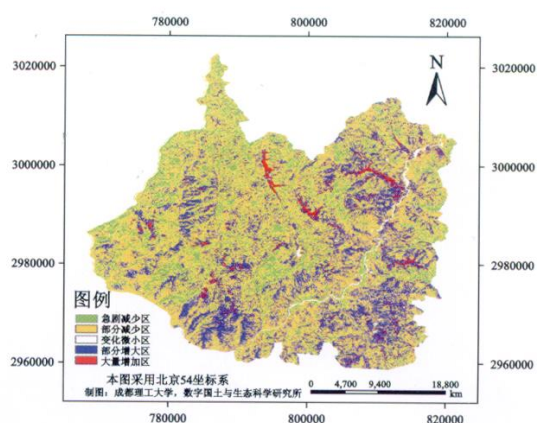 780000 800000 820000
3020000 3020000
N
3000000 3000000
2980000 2980000
图例
急剧减少区
部分减少区
变化微小区
部分增大区
大量增加区
2960000 2960000
本图采用北京54坐标系
制图：成都理工大学，数字国土与生态科学研究所
0 4,700 9,400 18,800
km
780000 800000 820000